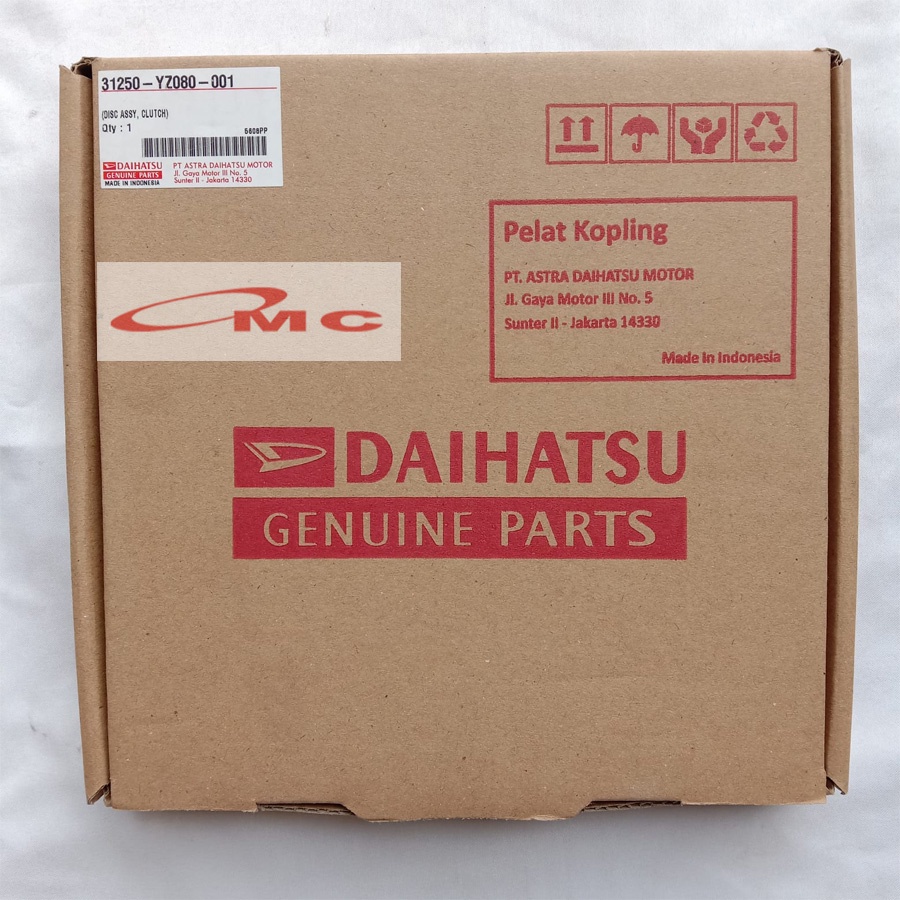 31250-YZ080-001
(DISC ASSY, CLUTCH)
Qty : 1
5608PP
DAIHATSU
GENUINE PARTS
MADE IN INDONESIA
PT ASTRA DAIHATSU MOTOR
Jl. Gaya Motor III No. 5
Sunter II - Jakarta 14330
Pelat Kopling
PT. ASTRA DAIHATSU MOTOR
Jl. Gaya Motor III No. 5
Sunter II - Jakarta 14330
Made in Indonesia
OMC
DAIHATSU
GENUINE PARTS